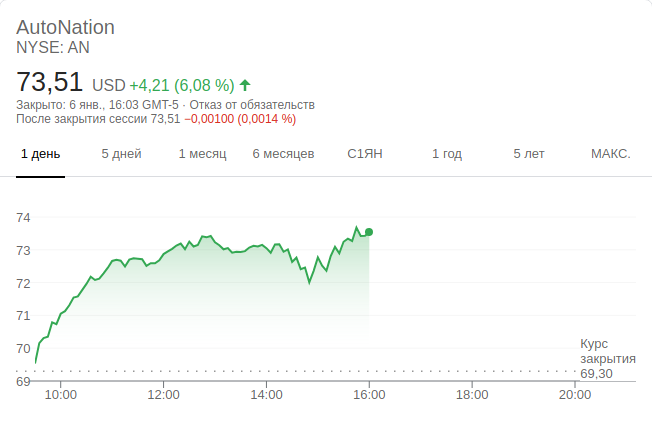 AutoNation
NYSE: AN
73,51 USD +4,21 (6,08 %)
Закрыто: 6 янв., 16:03 GMT-5 · Отказ от обязательств
После закрытия сессии 73,51 −0,00100 (0,0014 %)
1 день 5 дней 1 месяц 6 месяцев С1ЯН 1 год 5 лет МАКС.
74
73
72
71
70
69
Курс
закрытия
69,30
10:00 12:00 14:00 16:00 18:00 20:00